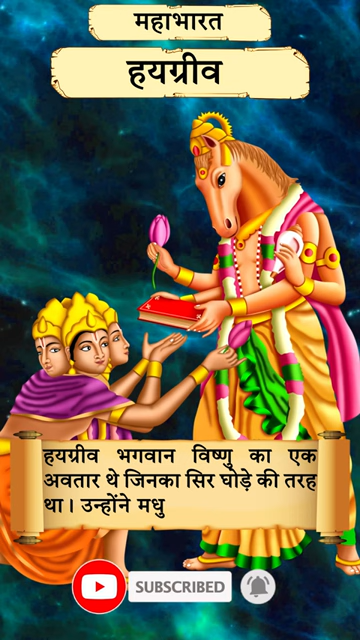 महाभारत
हयग्रीव
हयग्रीव भगवान विष्णु का एक
अवतार थे जिनका सिर घोड़े की तरह
था। उन्होंने मधु
SUBSCRIBED